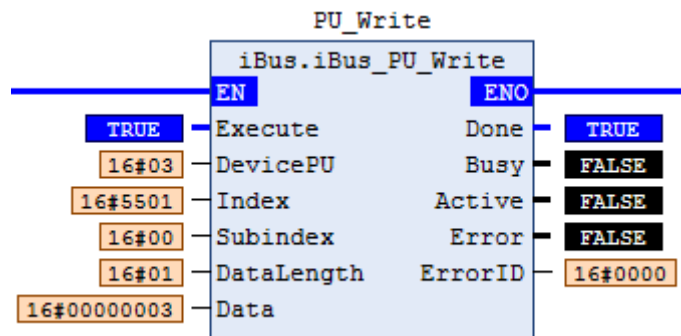 PU_Write
iBus.iBus_PU_Write
EN ENO
TRUE Execute Done TRUE
16#03 DevicePU Busy FALSE
16#5501 Index Active FALSE
16#00 Subindex Error FALSE
16#01 DataLength ErrorID 16#0000
16#00000003 Data